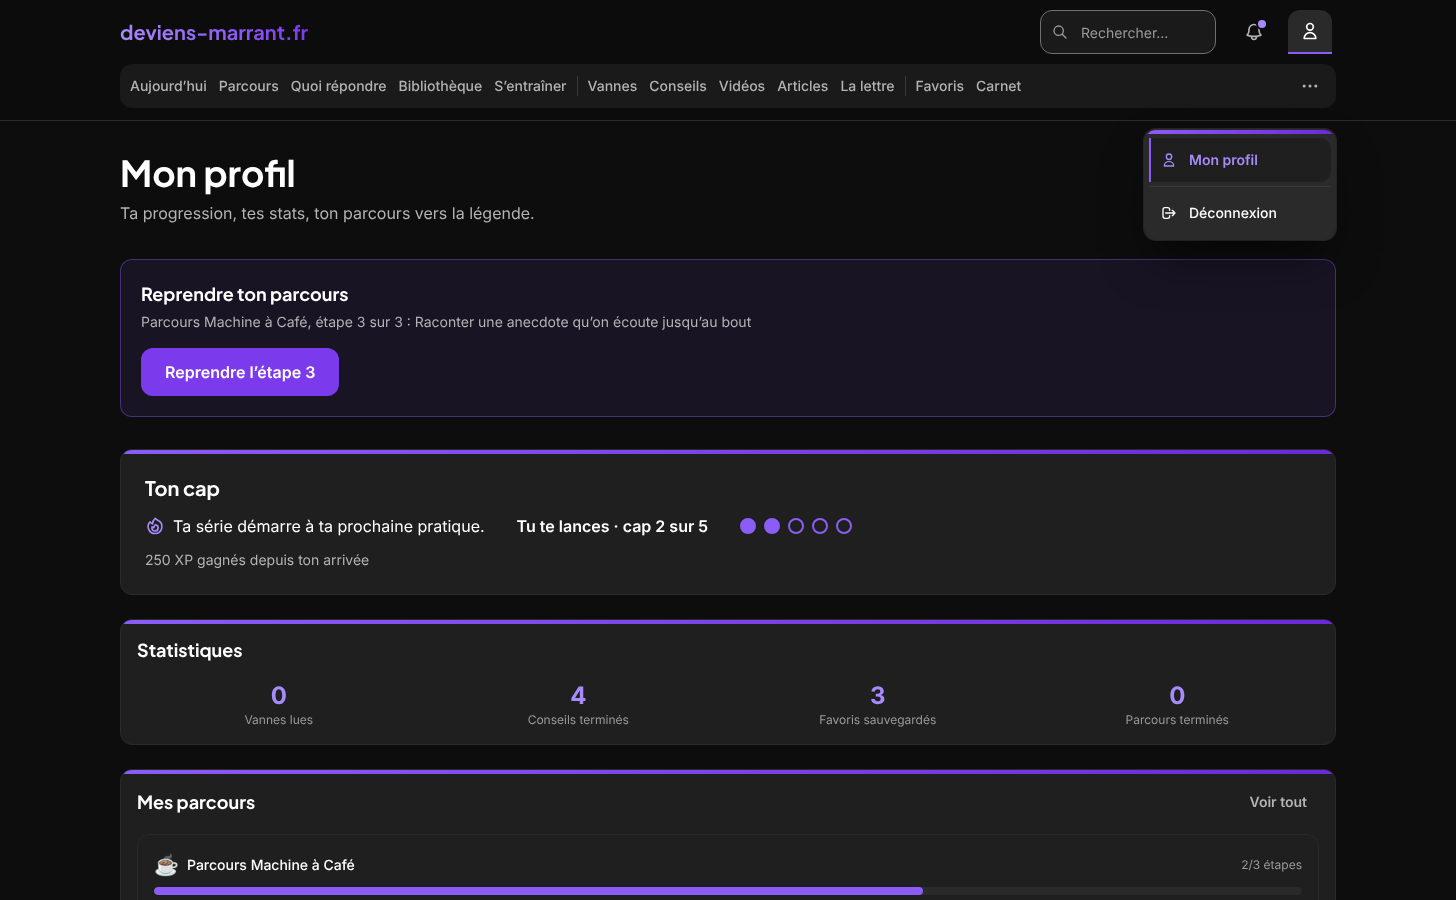 deviens-marrant.fr
Rechercher...
Aujourd’hui Parcours Quoi répondre Bibliothèque S’entraîner Vannes Conseils Vidéos Articles La lettre Favoris Carnet ...
Mon profil
Déconnexion
Mon profil
Ta progression, tes stats, ton parcours vers la légende.
Reprendre ton parcours
Parcours Machine à Café, étape 3 sur 3 : Raconter une anecdote qu’on écoute jusqu’au bout
Reprendre l’étape 3
Ton cap
Ta série démarre à ta prochaine pratique. Tu te lances · cap 2 sur 5
250 XP gagnés depuis ton arrivée
Statistiques
0 4 3 0
Vannes lues Conseils terminés Favoris sauvegardés Parcours terminés
Mes parcours Voir tout
Parcours Machine à Café 2/3 étapes